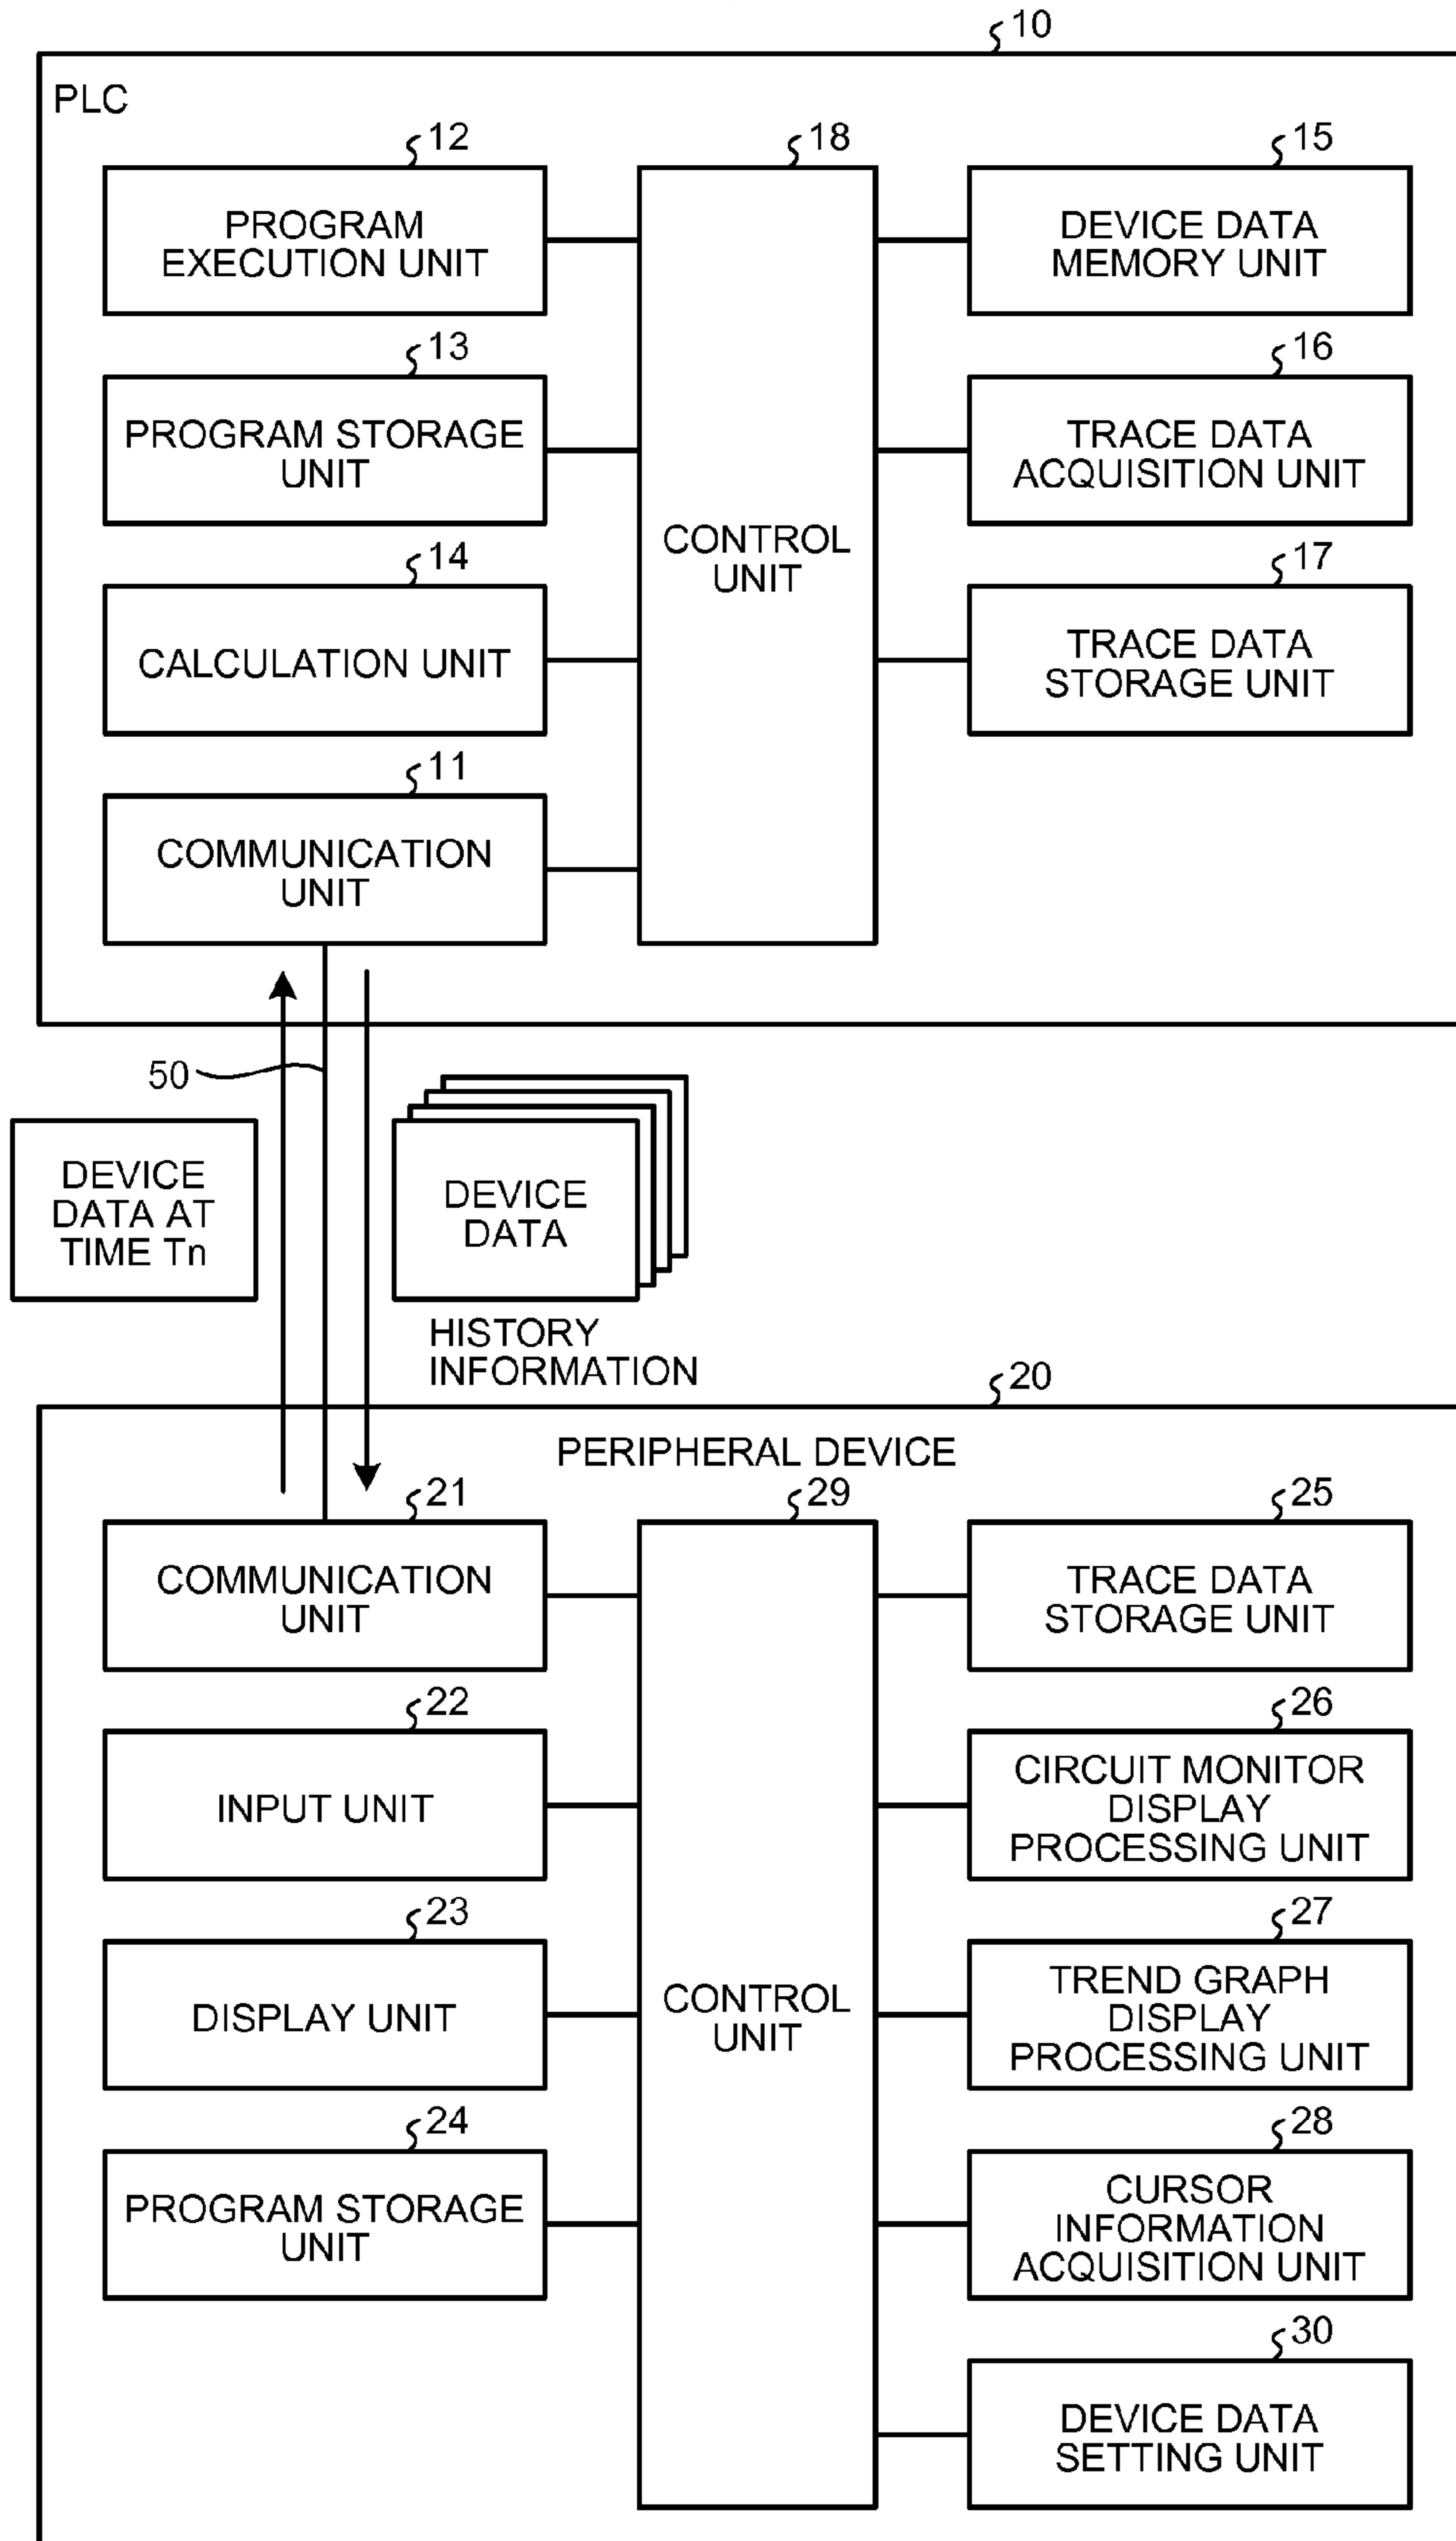 10
PLC
12
PROGRAM
EXECUTION UNIT
18
CONTROL
UNIT
15
DEVICE DATA
MEMORY UNIT
13
PROGRAM STORAGE
UNIT
16
TRACE DATA
ACQUISITION UNIT
14
CALCULATION UNIT
17
TRACE DATA
STORAGE UNIT
11
COMMUNICATION
UNIT
50
DEVICE
DATA AT
TIME Tn
DEVICE
DATA
HISTORY
INFORMATION
20
PERIPHERAL DEVICE
21
COMMUNICATION
UNIT
29
CONTROL
UNIT
25
TRACE DATA
STORAGE UNIT
22
INPUT UNIT
26
CIRCUIT MONITOR
DISPLAY
PROCESSING UNIT
23
DISPLAY UNIT
27
TREND GRAPH
DISPLAY
PROCESSING UNIT
24
PROGRAM STORAGE
UNIT
28
CURSOR
INFORMATION
ACQUISITION UNIT
30
DEVICE DATA
SETTING UNIT